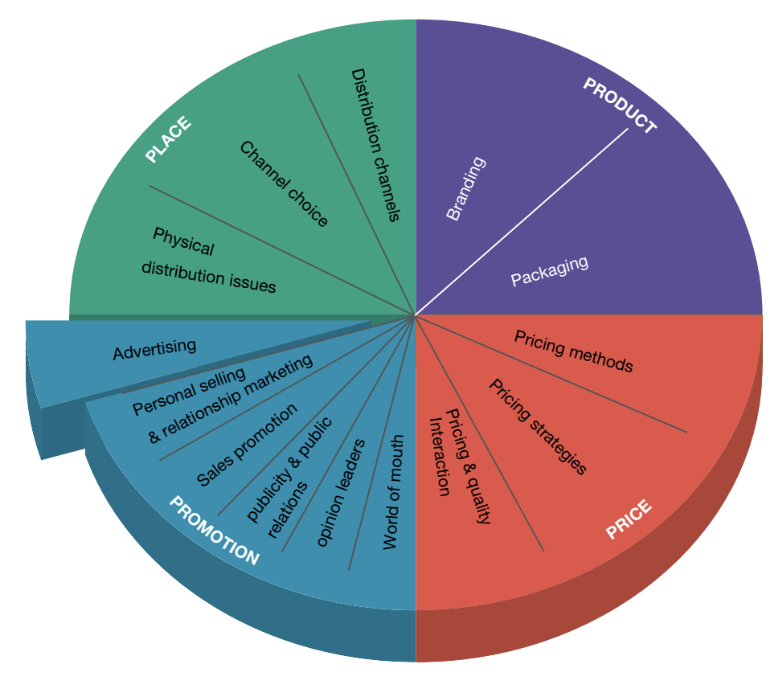 PLACE
Distribution channels
Channel choice
Physical
distribution issues
PRODUCT
Branding
Packaging
Advertising
Personal selling
& relationship marketing
Sales promotion
publicity & public
relations
opinion leaders
World of mouth
PROMOTION
Pricing methods
Pricing strategies
Pricing & quality
Interaction
PRICE